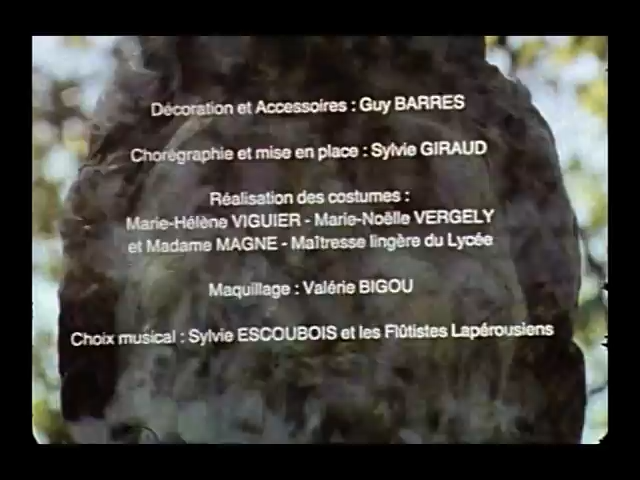 Décoration et Accessoires : Guy BARRES
Chorégraphie et mise en place : Sylvie GIRAUD
Réalisation des costumes :
Marie-Hélène VIGUIER - Marie-Noëlle VERGELY
et Madame MAGNE - Maîtresse lingère du Lycée
Maquillage : Valérie BIGOU
Choix musical : Sylvie ESCOUBOIS et les Flûtistes Lapérousiens